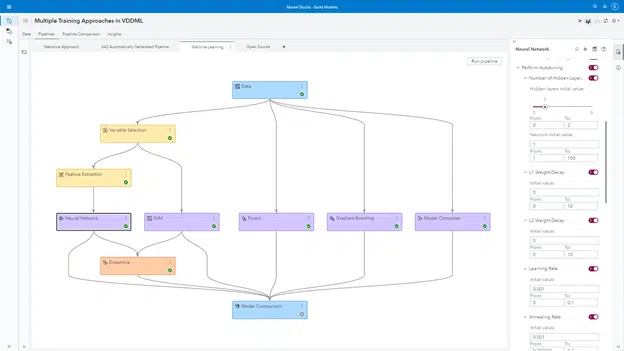 Model Studio - Build Models
Multiple Training Approaches in VDDML
Data Pipelines Pipeline Comparison Insights
Statistical Approach SAS Automatically Generated Pipeline Machine Learning Open Source
Run pipeline
Data
Variable Selection
Feature Extraction
Neural Network SVM Forest Gradient Boosting Model Composer
Ensemble
Model Comparison
Neural Network
Perform Autotuning
Number of Hidden Layer...
Hidden layers initial value:
From: To:
0 2
Neurons initial value:
1
From: To:
1 100
L1 Weight Decay
Initial value:
0
From: To:
0 10
L2 Weight Decay
Initial value:
0
From: To:
0 10
Learning Rate
Initial value:
0.001
From: To:
0 0.1
Annealing Rate
Initial value:
0.001
From: To: